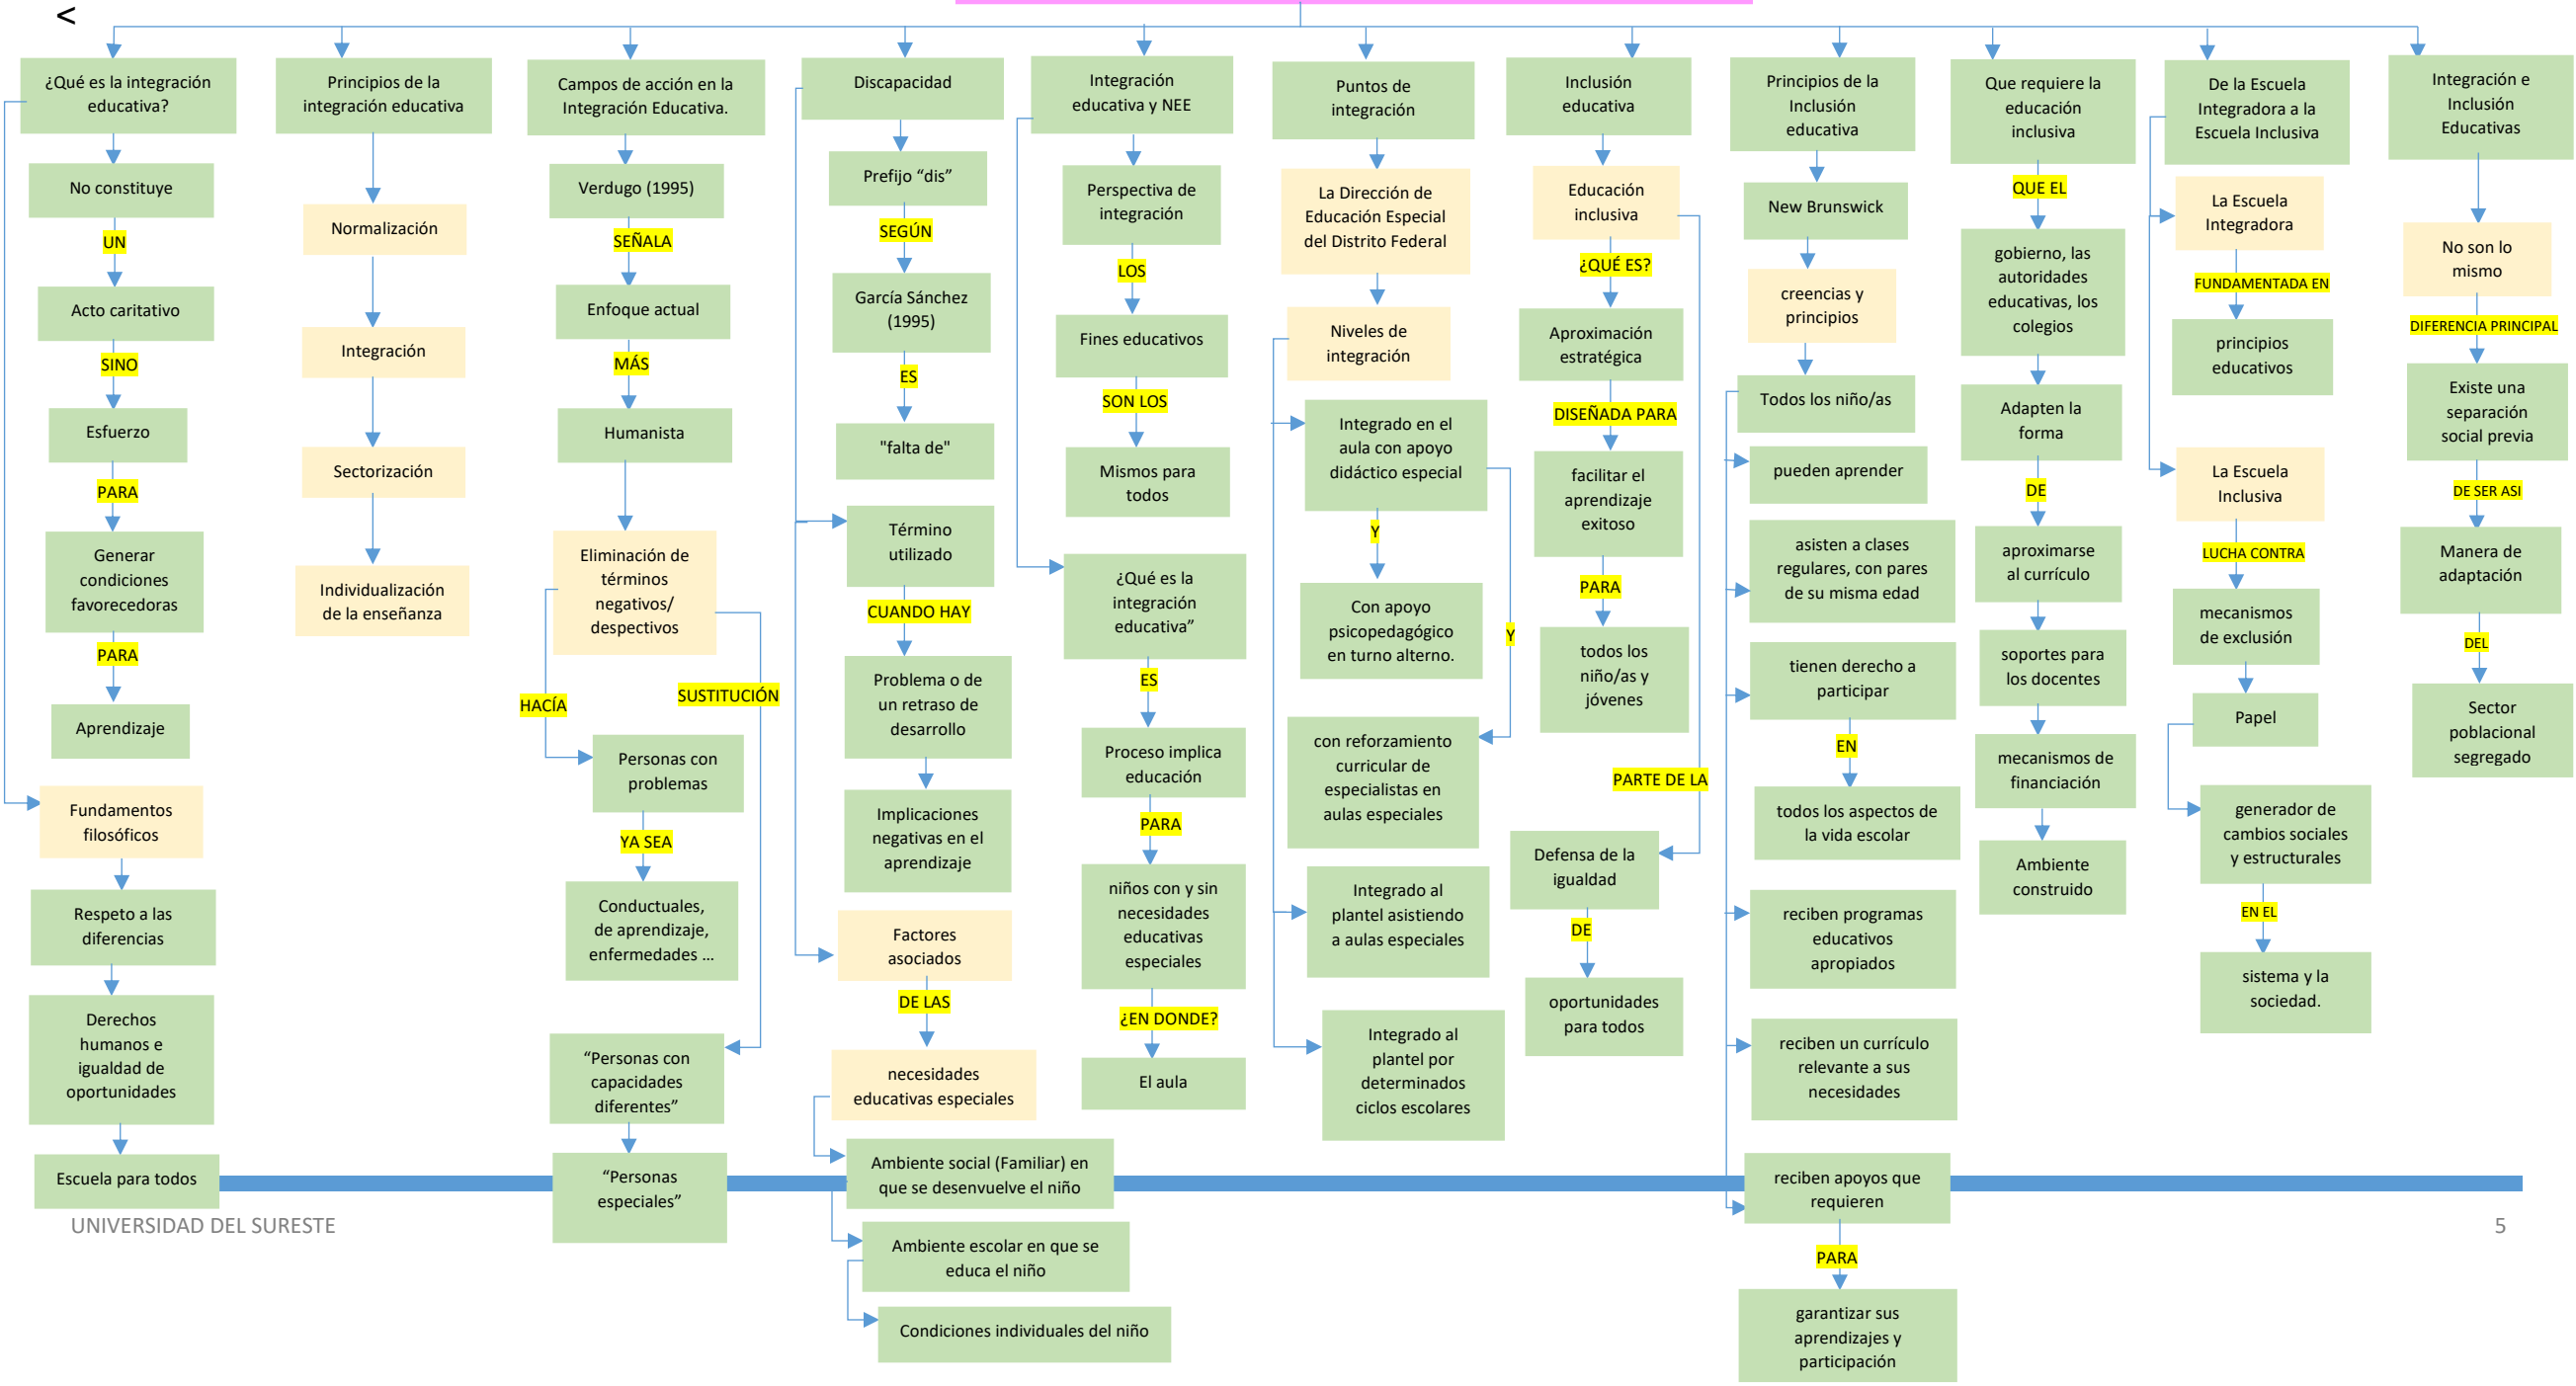 <
¿Qué es la integración
educativa?
No constituye
UN
Acto caritativo
SINO
Esfuerzo
PARA
Generar
condiciones
favorecedoras
PARA
Aprendizaje
Fundamentos
filosóficos
Respeto a las
diferencias
Derechos
humanos e
igualdad de
oportunidades
Escuela para todos
Principios de la
integración educativa
Normalización
Integración
Sectorización
Individualización
de la enseñanza
Campos de acción en la
Integración Educativa.
Verdugo (1995)
SEÑALA
Enfoque actual
MÁS
Humanista
Eliminación de
términos
negativos/
despectivos
HACÍA
SUSTITUCIÓN
Personas con
problemas
YA SEA
Conductuales,
de aprendizaje,
enfermedades ...
“Personas con
capacidades
diferentes”
“Personas
especiales”
Discapacidad
Prefijo “dis”
SEGÚN
García Sánchez
(1995)
ES
"falta de"
Término
utilizado
CUANDO HAY
Problema o de
un retraso de
desarrollo
Implicaciones
negativas en el
aprendizaje
Factores
asociados
DE LAS
necesidades
educativas especiales
Ambiente social (Familiar) en
que se desenvuelve el niño
Ambiente escolar en que se
educa el niño
Condiciones individuales del niño
Integración
educativa y NEE
Perspectiva de
integración
LOS
Fines educativos
SON LOS
Mismos para
todos
¿Qué es la
integración
educativa”
ES
Proceso implica
educación
PARA
niños con y sin
necesidades
educativas
especiales
¿EN DONDE?
El aula
Puntos de
integración
La Dirección de
Educación Especial
del Distrito Federal
Niveles de
integración
Integrado en el
aula con apoyo
didáctico especial
Y
Con apoyo
psicopedagógico
en turno alterno.
Y
con reforzamiento
curricular de
especialistas en
aulas especiales
Integrado al
plantel asistiendo
a aulas especiales
Integrado al
plantel por
determinados
ciclos escolares
Inclusión
educativa
Educación
inclusiva
¿QUÉ ES?
Aproximación
estratégica
DISEÑADA PARA
facilitar el
aprendizaje
exitoso
PARA
todos los
niño/as y
jóvenes
PARTE DE LA
Defensa de la
igualdad
DE
oportunidades
para todos
Principios de la
Inclusión
educativa
New Brunswick
creencias y
principios
Todos los niño/as
pueden aprender
asisten a clases
regulares, con pares
de su misma edad
tienen derecho a
participar
EN
todos los aspectos de
la vida escolar
reciben programas
educativos
apropiados
reciben un currículo
relevante a sus
necesidades
reciben apoyos que
requieren
PARA
garantizar sus
aprendizajes y
participación
Que requiere la
educación
inclusiva
QUE EL
gobierno, las
autoridades
educativas, los
colegios
Adapten la
forma
DE
aproximarse
al currículo
soportes para
los docentes
mecanismos de
financiación
Ambiente
construido
De la Escuela
Integradora a la
Escuela Inclusiva
La Escuela
Integradora
FUNDAMENTADA EN
principios
educativos
La Escuela
Inclusiva
LUCHA CONTRA
mecanismos
de exclusión
Papel
generador de
cambios sociales
y estructurales
EN EL
sistema y la
sociedad.
Integración e
Inclusión
Educativas
No son lo
mismo
DIFERENCIA PRINCIPAL
Existe una
separación
social previa
DE SER ASI
Manera de
adaptación
DEL
Sector
poblacional
segregado
UNIVERSIDAD DEL SURESTE
5